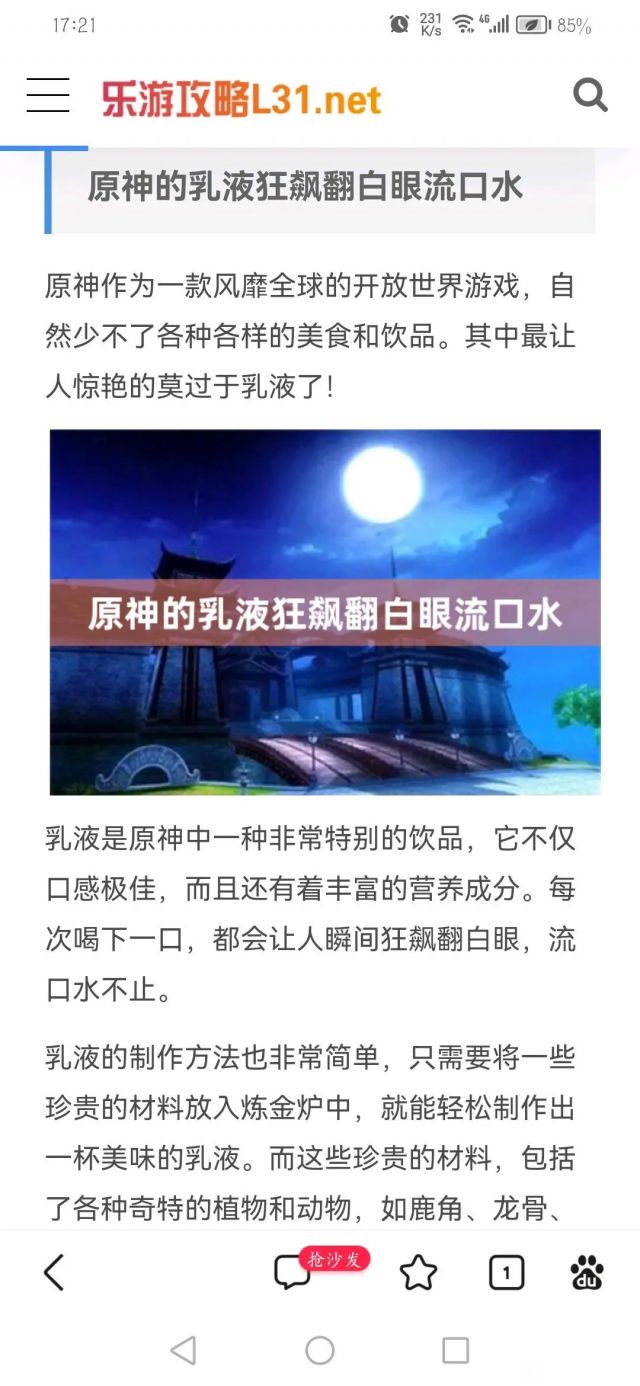 17:21
231 K/s
4G
85%
乐游攻略L31.net
原神的乳液狂飙翻白眼流口水
原神作为一款风靡全球的开放世界游戏，自
然少不了各种各样的美食和饮品。其中最让
人惊艳的莫过于乳液了!
原神的乳液狂飙翻白眼流口水
乳液是原神中一种非常特别的饮品，它不仅
口感极佳，而且还有着丰富的营养成分。每
次喝下一口，都会让人瞬间狂飙翻白眼，流
口水不止。
乳液的制作方法也非常简单，只需要将一些
珍贵的材料放入炼金炉中，就能轻松制作出
一杯美味的乳液。而这些珍贵的材料，包括
了各种奇特的植物和动物，如鹿角、龙骨、
抢沙发
1
du